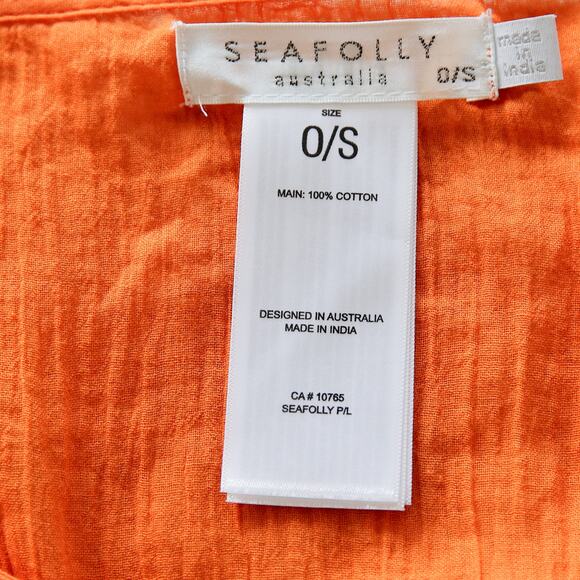 SEAFOLLY
australia
O/S
made
in
india
SIZE
O/S
MAIN: 100% COTTON
DESIGNED IN AUSTRALIA
MADE IN INDIA
CA # 10765
SEAFOLLY P/L